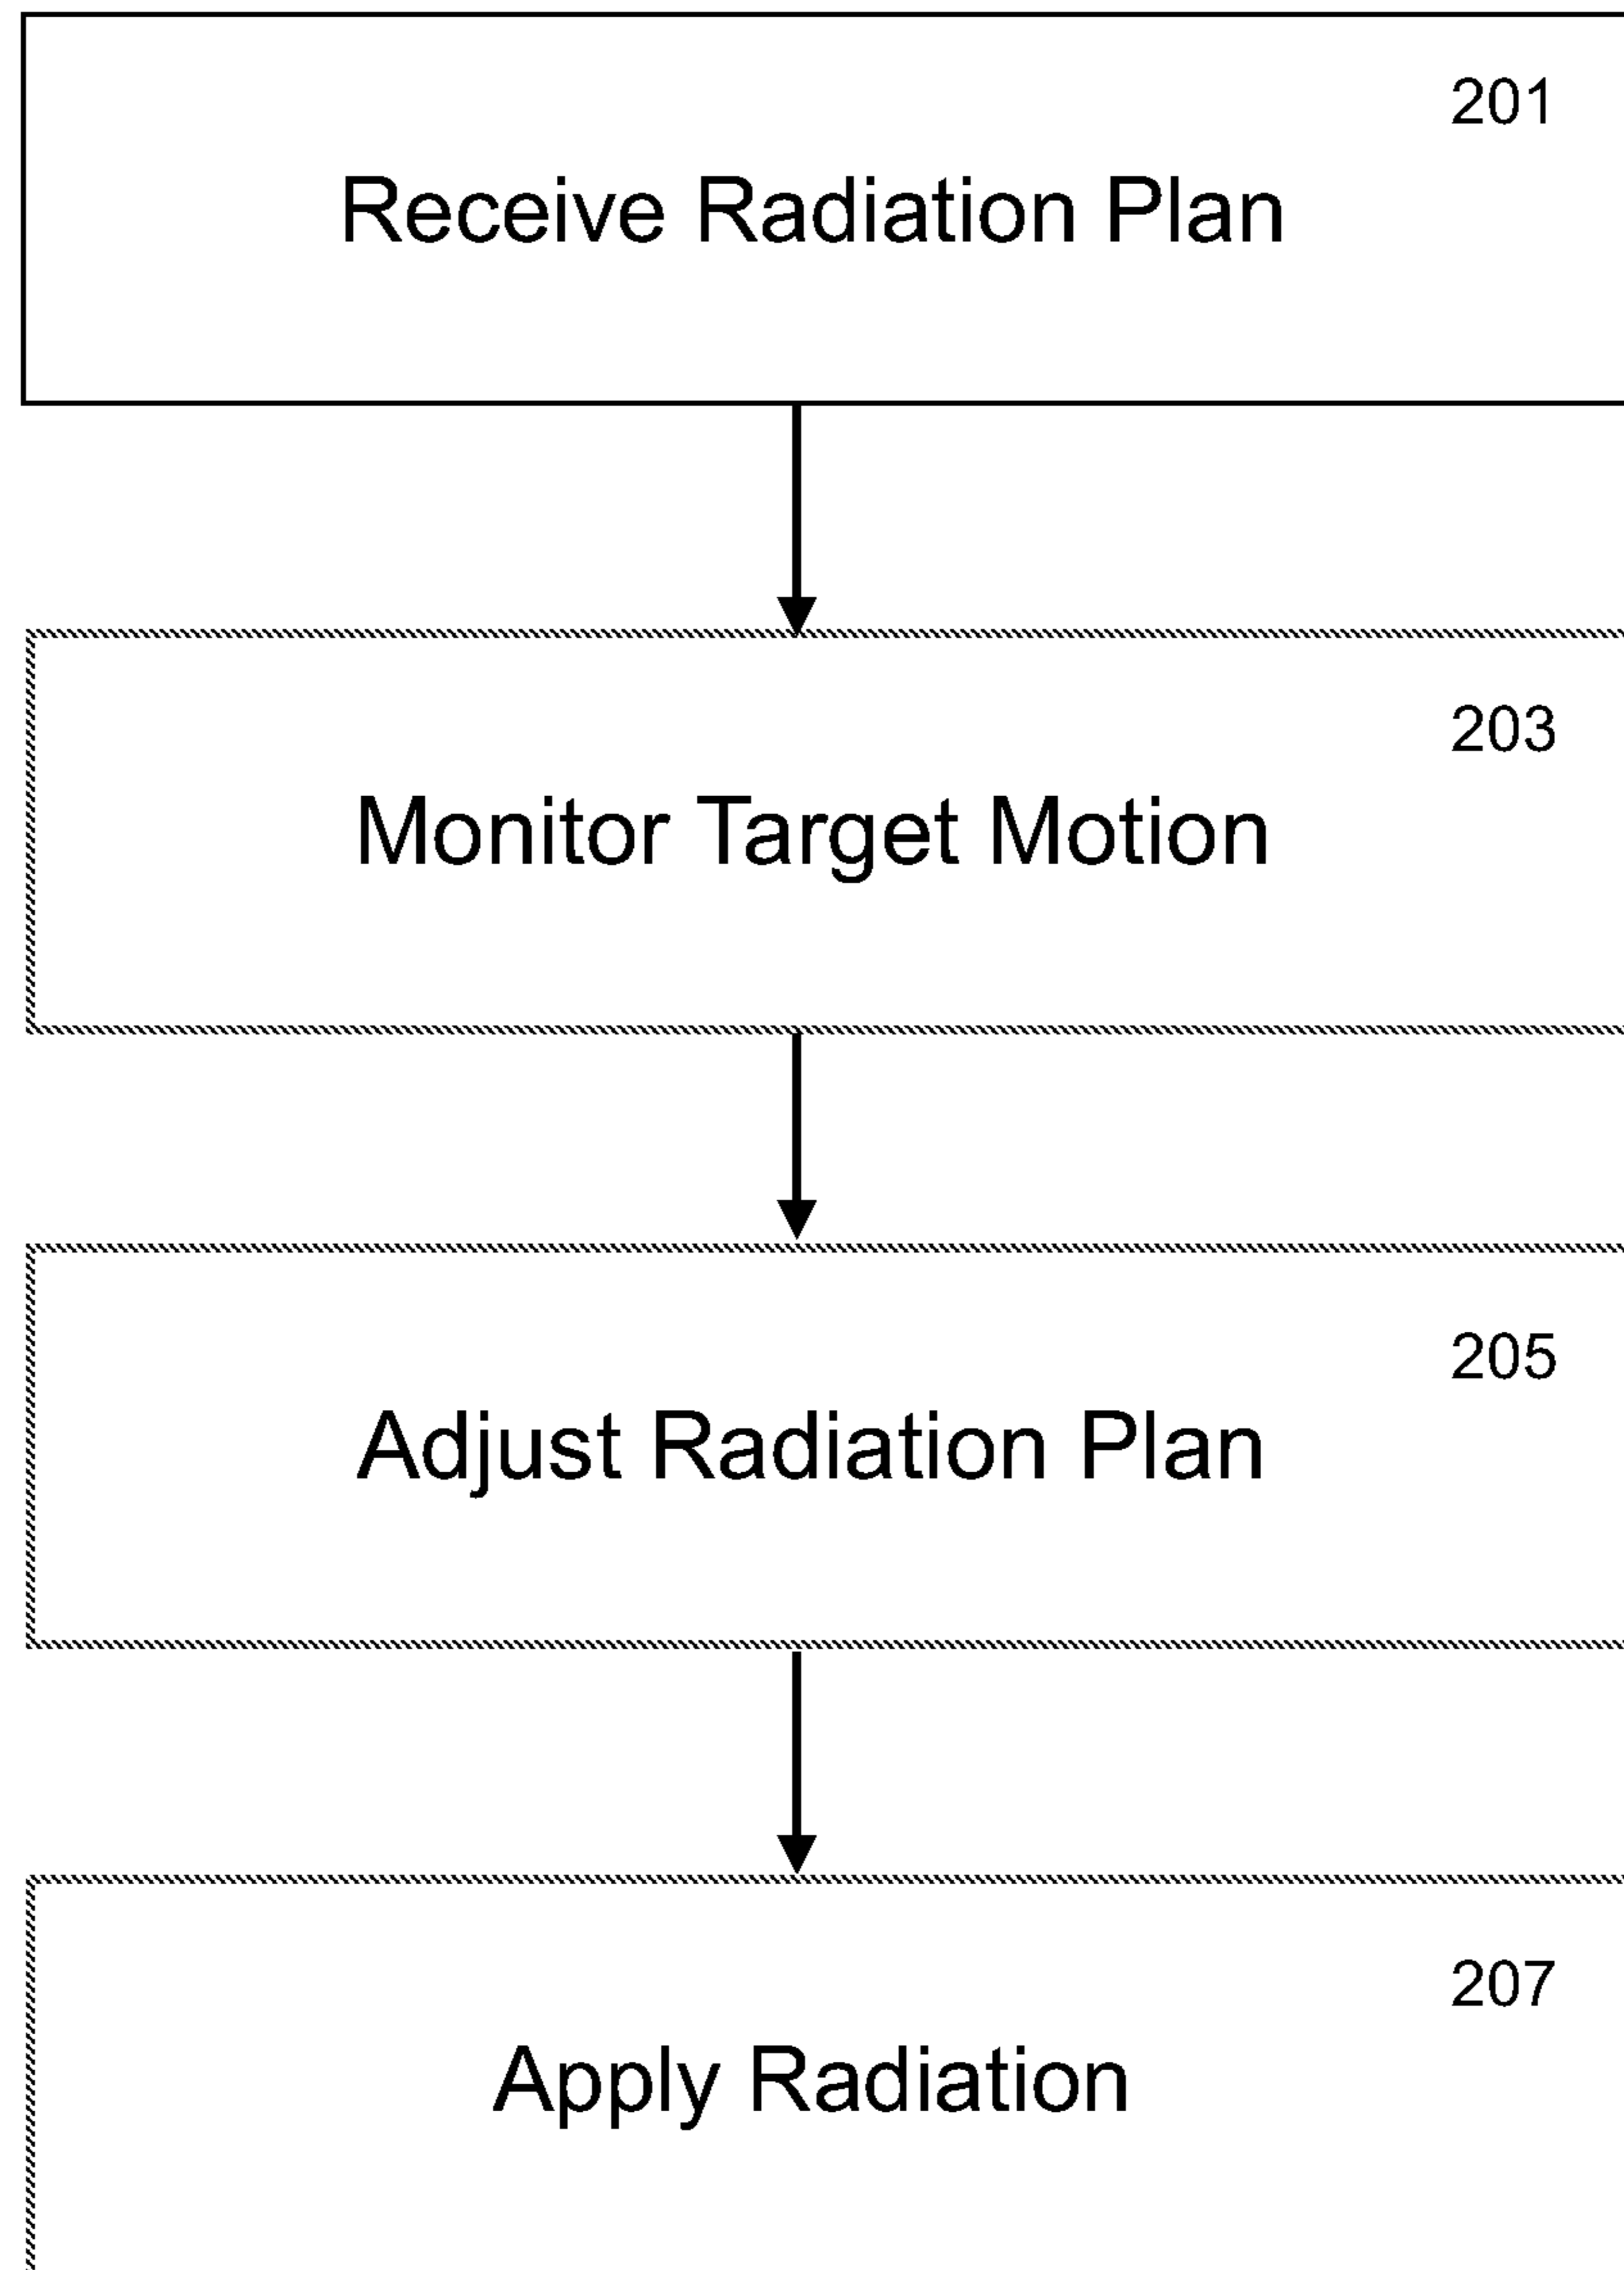 201
Receive Radiation Plan
203
Monitor Target Motion
205
Adjust Radiation Plan
207
Apply Radiation